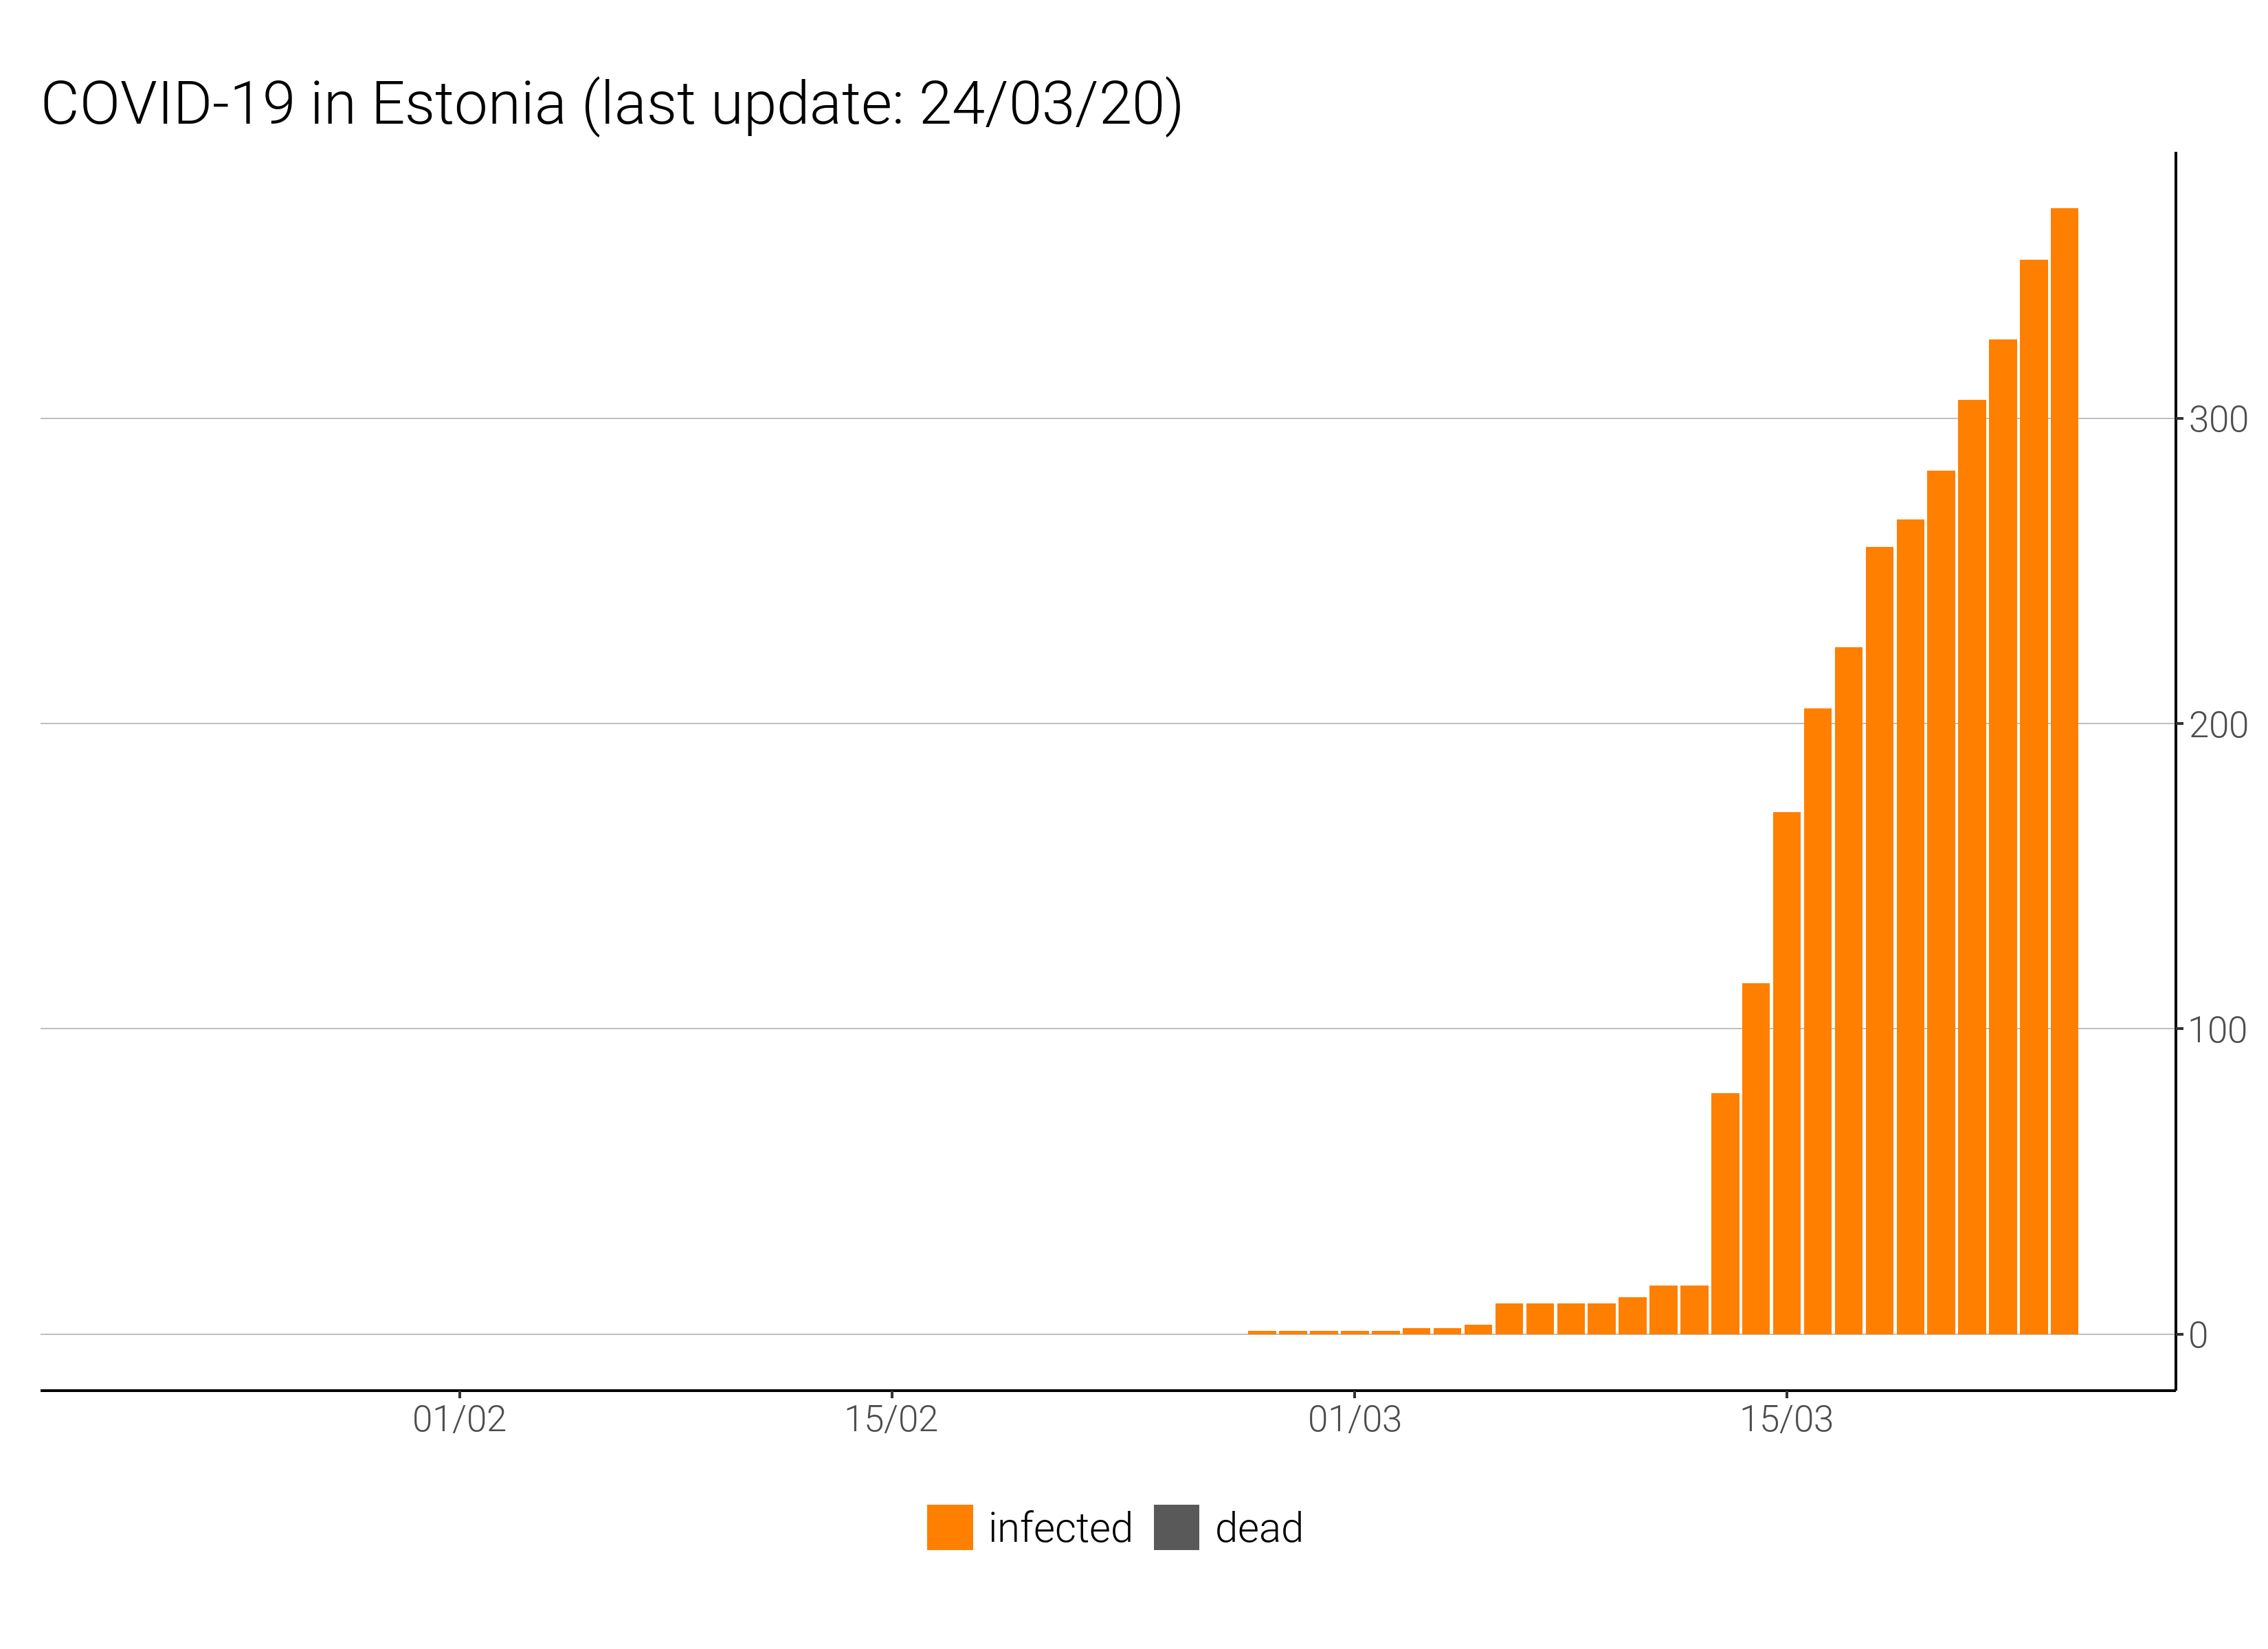 COVID-19 in Estonia (last update: 24/03/20)
300
200
100
0
01/02 15/02 01/03 15/03
infected dead